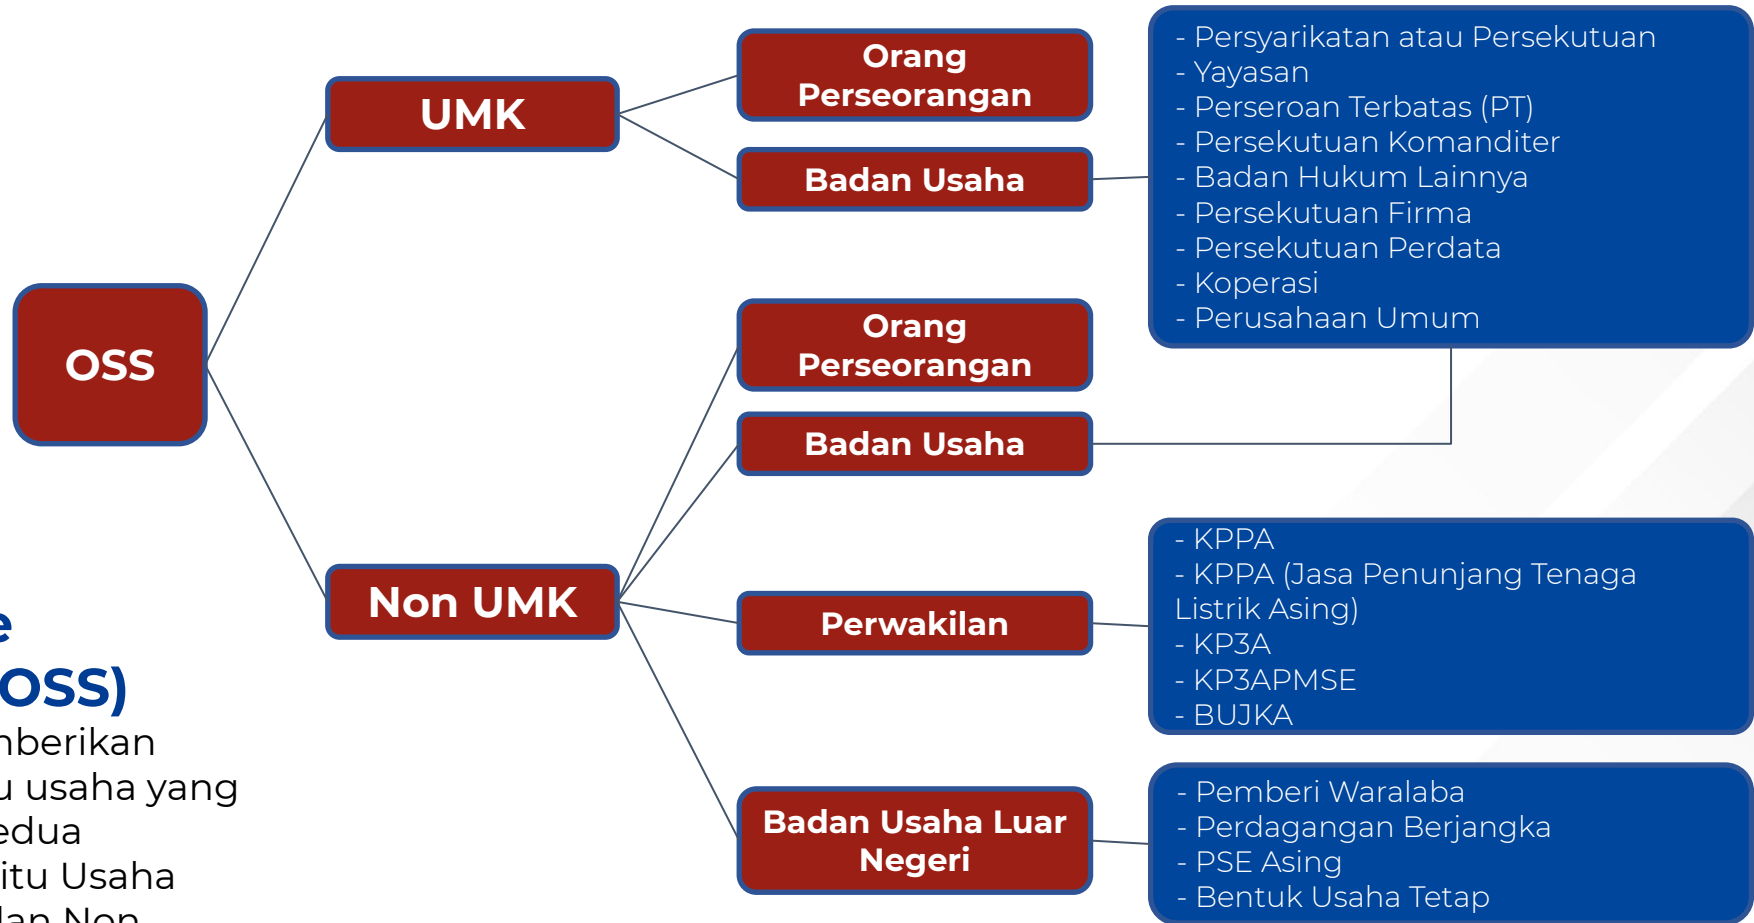 OSS
UMK
Non UMK
Orang
Perseorangan
Badan Usaha
Orang
Perseorangan
Badan Usaha
Perwakilan
Badan Usaha Luar
Negeri
- Persyarikatan atau Persekutuan
- Yayasan
- Perseroan Terbatas (PT)
- Persekutuan Komanditer
- Badan Hukum Lainnya
- Persekutuan Firma
- Persekutuan Perdata
- Koperasi
- Perusahaan Umum
- KPPA
- KPPA (Jasa Penunjang Tenaga
Listrik Asing)
- KP3A
- KP3APMSE
- BUJKA
- Pemberi Waralaba
- Perdagangan Berjangka
- PSE Asing
- Bentuk Usaha Tetap
OSS)
usaha yang
itu Usaha
dan Non